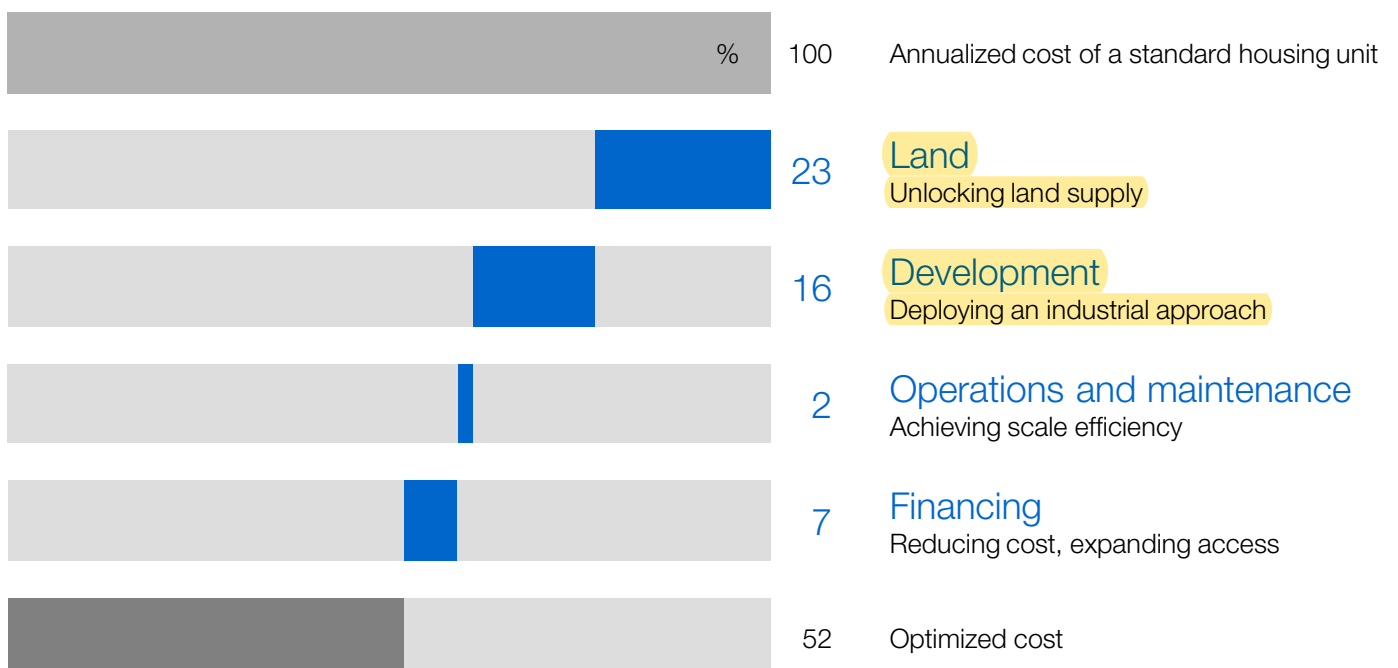 % 100 Annualized cost of a standard housing unit
23 Land
Unlocking land supply
16 Development
Deploying an industrial approach
2 Operations and maintenance
Achieving scale efficiency
7 Financing
Reducing cost, expanding access
52 Optimized cost